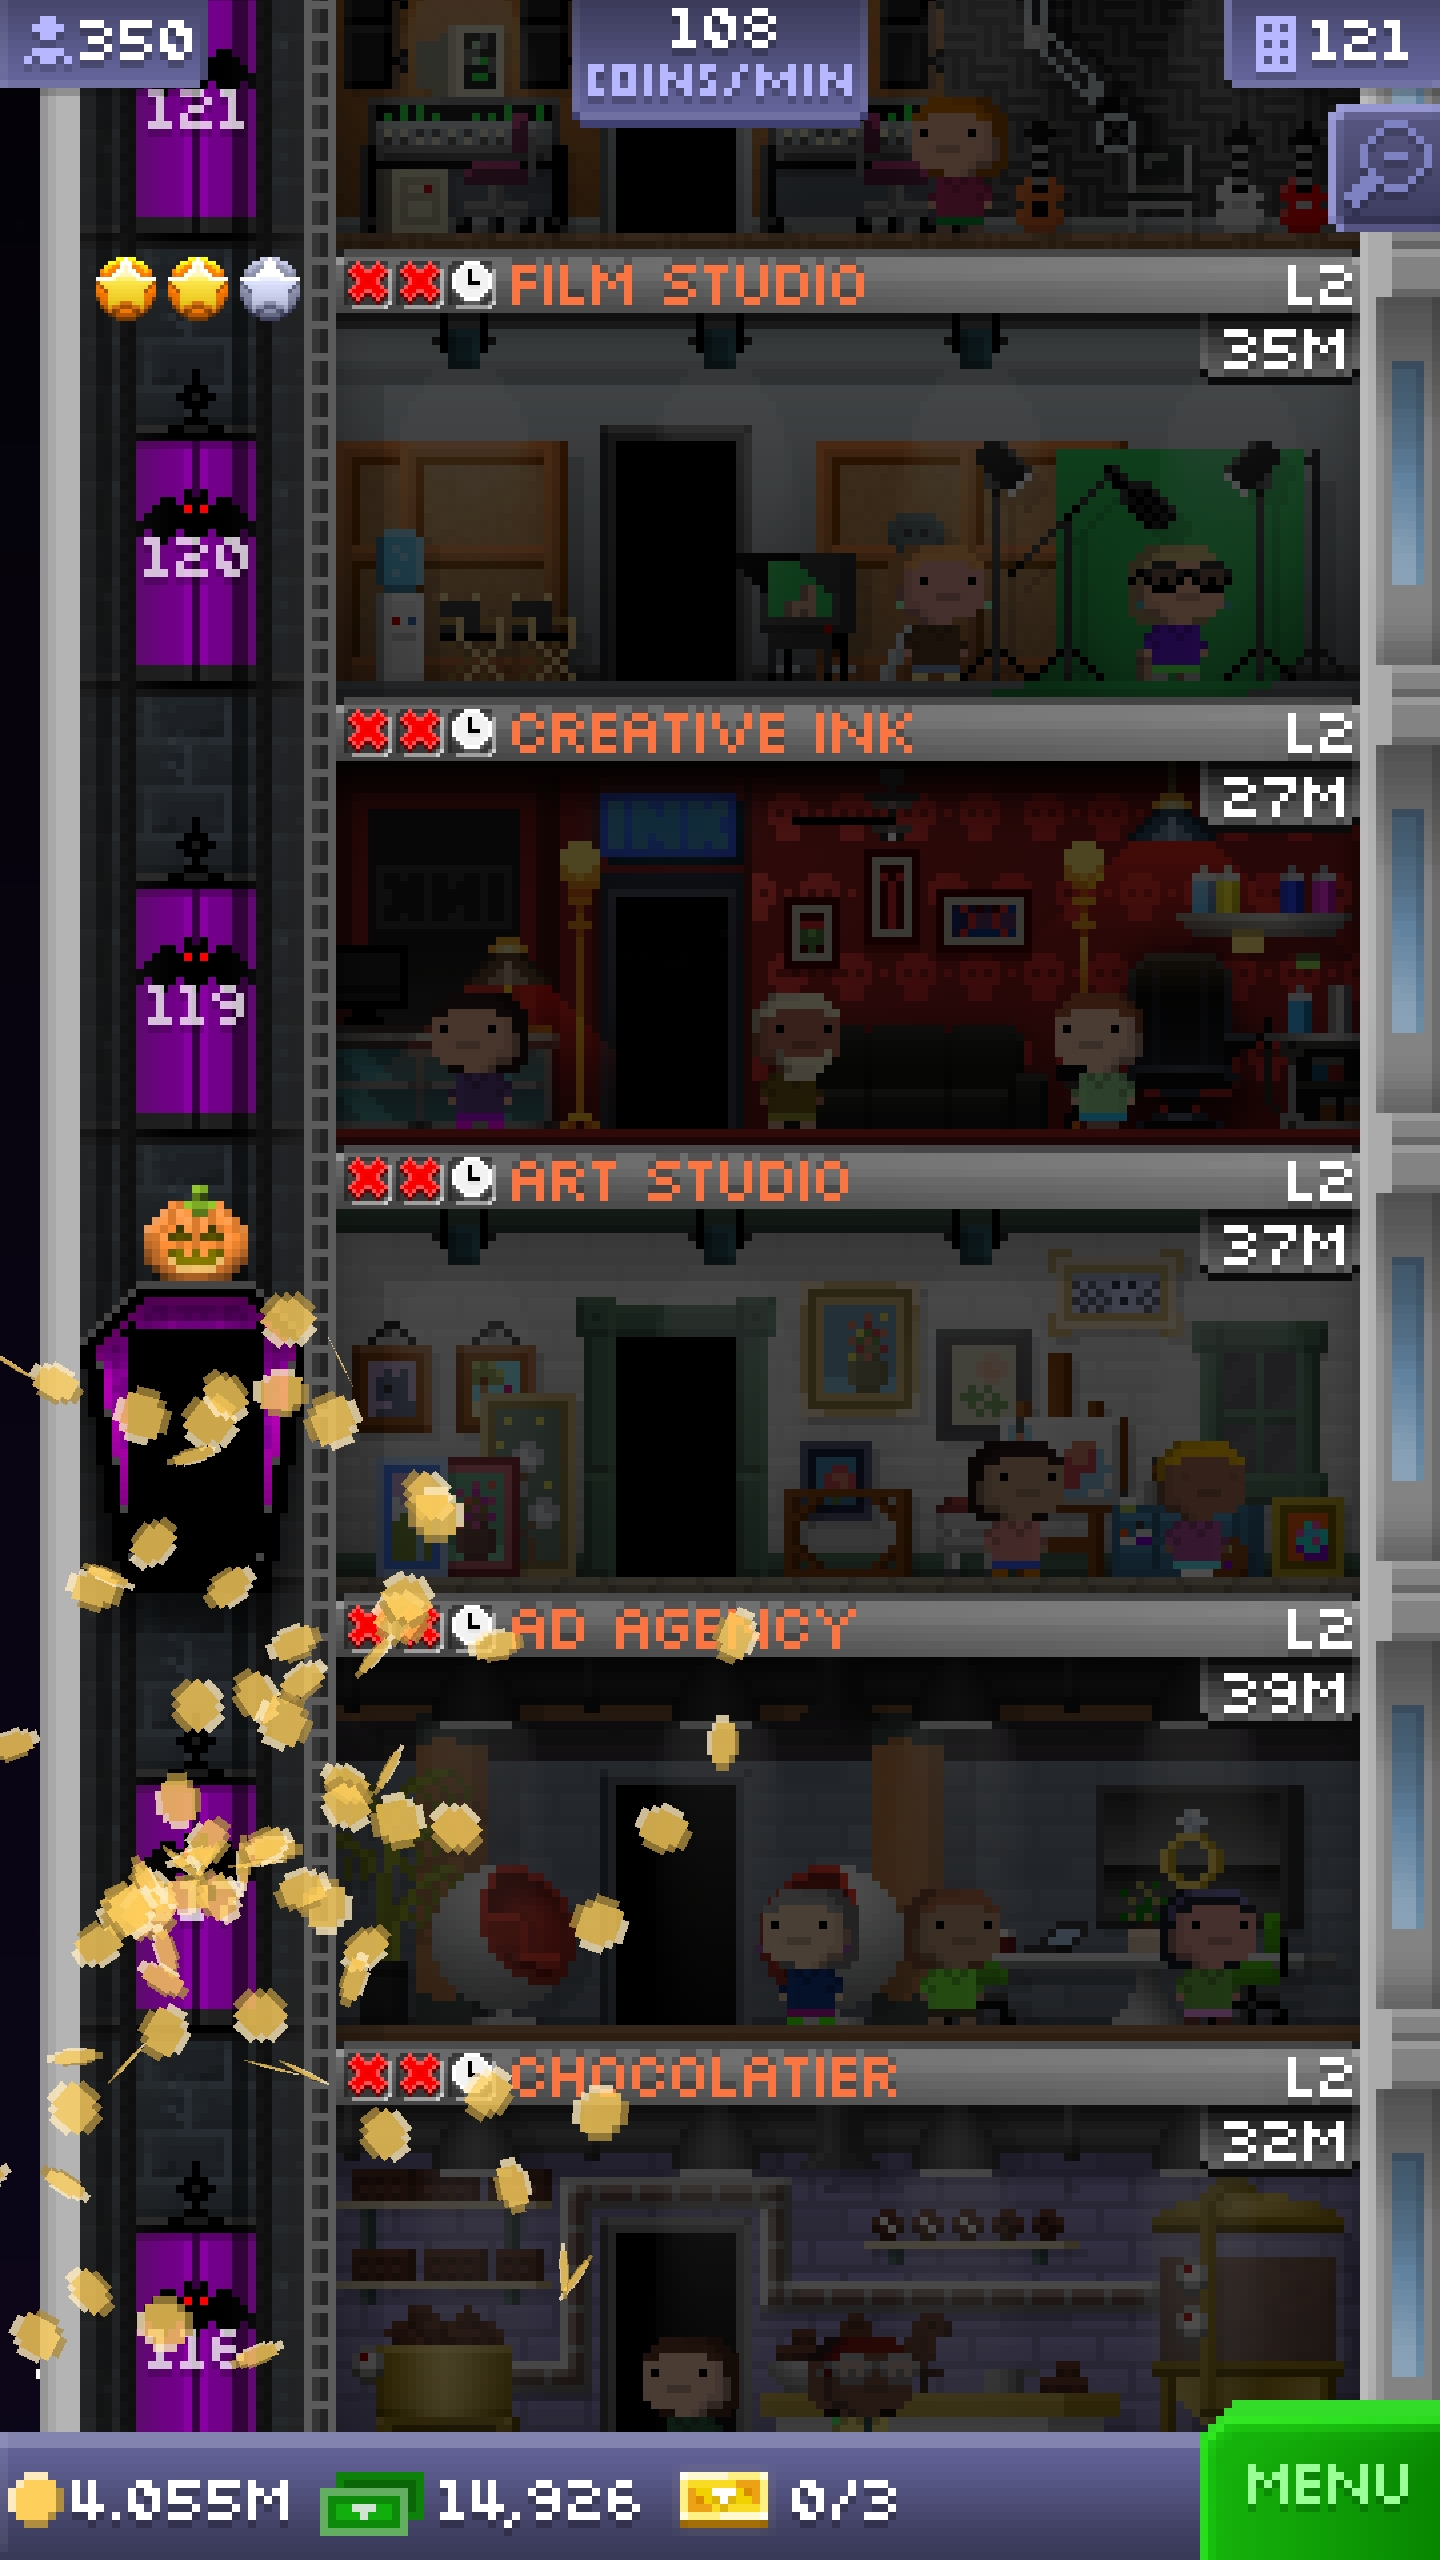 350
108
COINS/MIN
121
121
FILM STUDIO L2
35M
120
CREATIVE INK L2
27M
INK
119
ART STUDIO L2
37M
AD AGENCY L2
39M
CHOCOLATIER L2
32M
116
4.055M 14,926 0/3
MENU